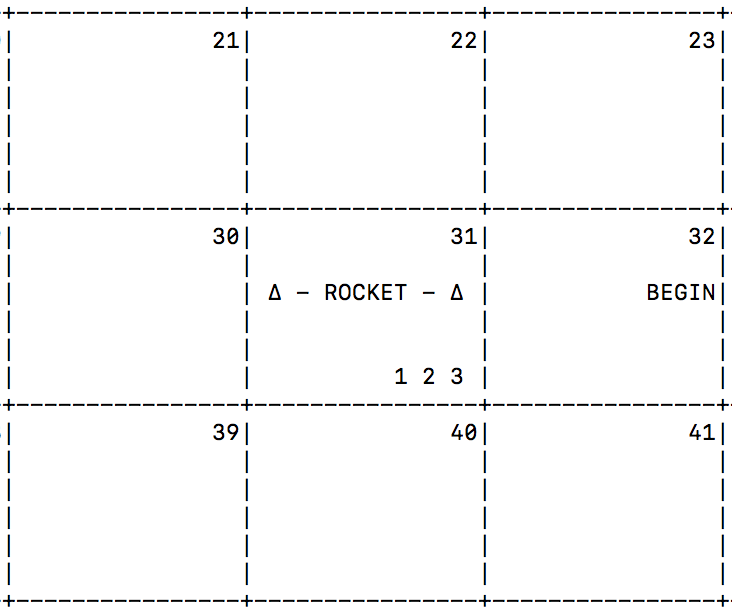 21 22 23
30 31 32
Δ – ROCKET – Δ BEGIN
1 2 3
39 40 41